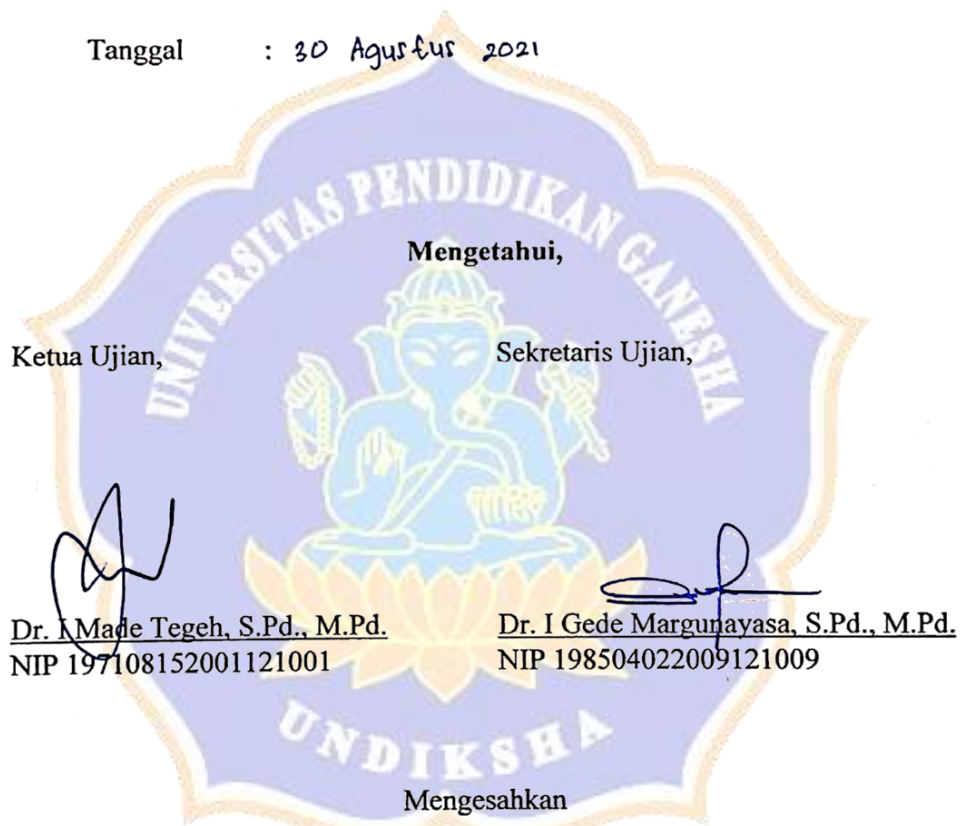 Tanggal : 30 Agustus 2021
UNIVERSITAS PENDIDIKAN GANESHA
Mengetahui,
Ketua Ujian, Sekretaris Ujian,
Dr. I Made Tegeh, S.Pd., M.Pd. Dr. I Gede Margunayasa, S.Pd., M.Pd.
NIP 197108152001121001 NIP 198504022009121009
UNDIKSHA
Mengesahkan